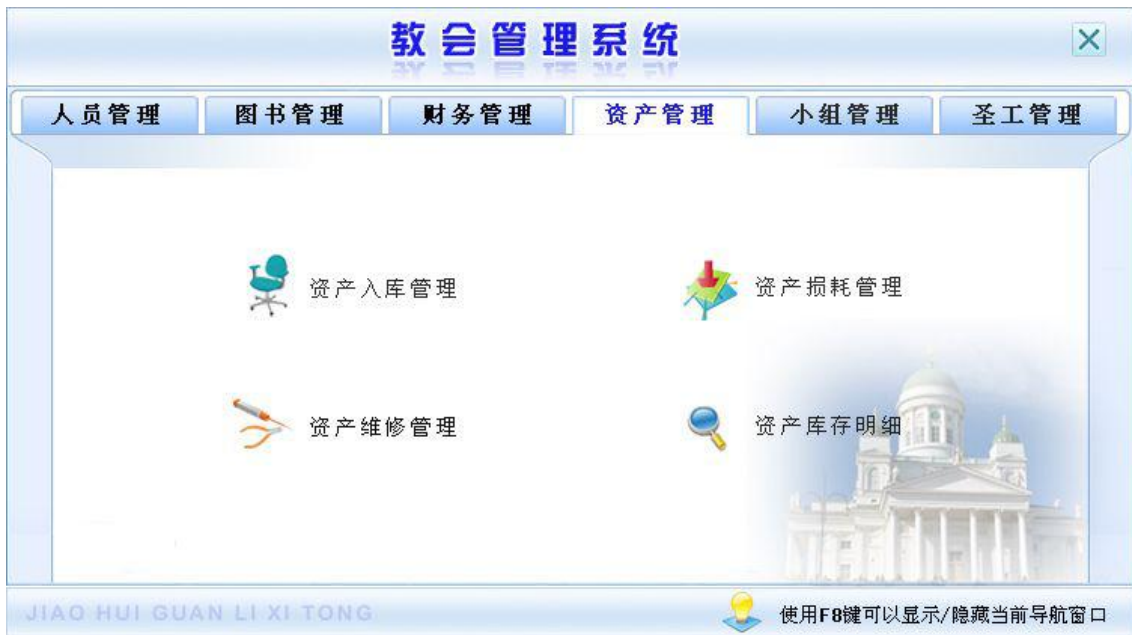 教会管理系统
人员管理 图书管理 财务管理 资产管理 小组管理 圣工管理
资产入库管理 资产损耗管理
资产维修管理 资产库存明细
JIAO HUI GUAN LI XI TONG 使用F8键可以显示/隐藏当前导航窗口